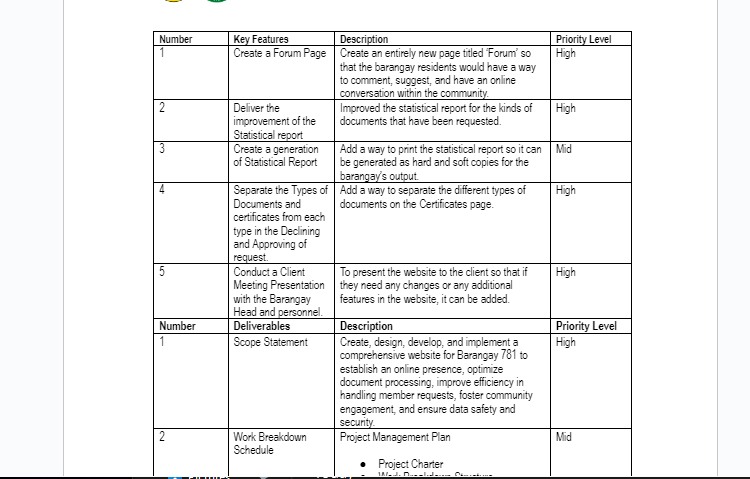 Number Key Features Description Priority Level
1 Create a Forum Page Create an entirely new page titled 'Forum' so High
that the barangay residents would have a way
to comment, suggest, and have an online
conversation within the community.
2 Deliver the Improved the statistical report for the kinds of High
improvement of the documents that have been requested.
Statistical report
3 Create a generation Add a way to print the statistical report so it can Mid
of Statistical Report be generated as hard and soft copies for the
barangay's output.
4 Separate the Types of Add a way to separate the different types of High
Documents and documents on the Certificates page.
certificates from each
type in the Declining
and Approving of
request.
5 Conduct a Client To present the website to the client so that if High
Meeting Presentation they need any changes or any additional
with the Barangay features in the website, it can be added.
Head and personnel.
Number Deliverables Description Priority Level
1 Scope Statement Create, design, develop, and implement a High
comprehensive website for Barangay 781 to
establish an online presence, optimize
document processing, improve efficiency in
handling member requests, foster community
engagement, and ensure data safety and
security.
2 Work Breakdown Project Management Plan Mid
Schedule
● Project Charter
● Work Breakdown Structure